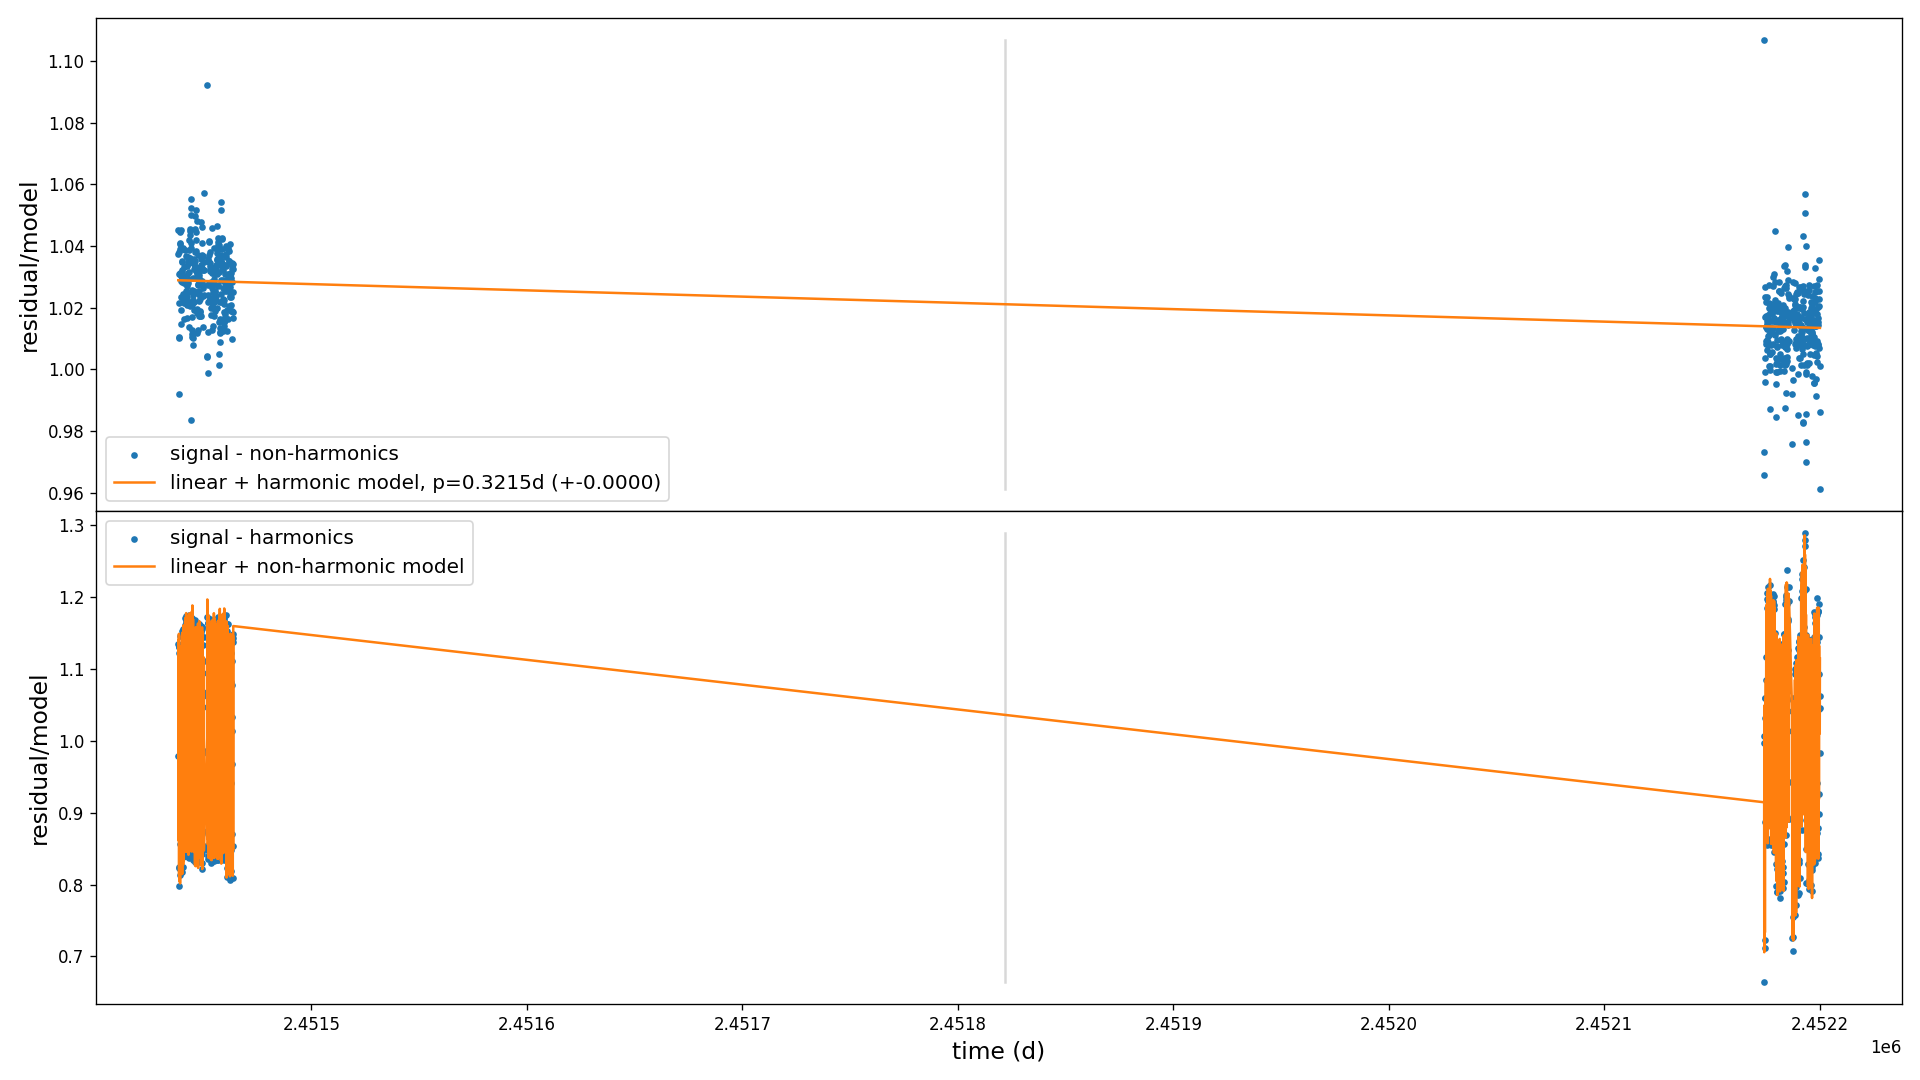 residual/model
1.10
1.08
1.06
1.04
1.02
1.00
0.98
0.96
signal - non-harmonics
linear + harmonic model, p=0.3215d (+-0.0000)
residual/model
1.3
1.2
1.1
1.0
0.9
0.8
0.7
signal - harmonics
linear + non-harmonic model
2.4515 2.4516 2.4517 2.4518 2.4519 2.4520 2.4521 2.4522
1e6
time (d)